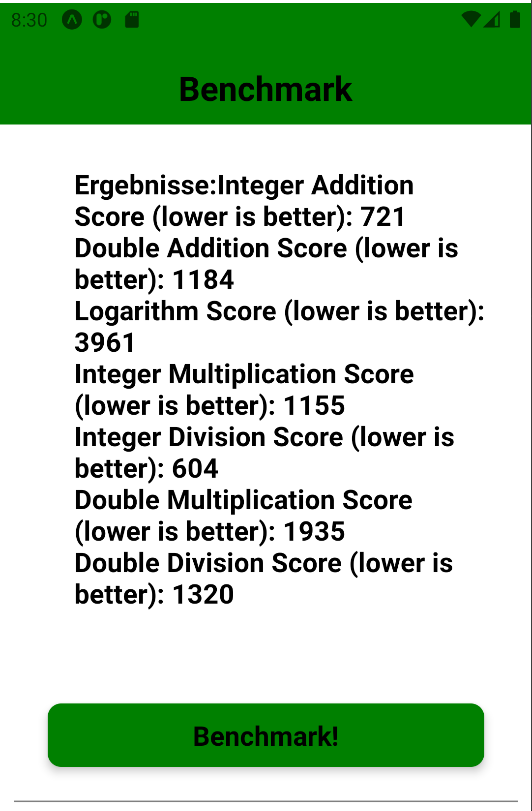 8:30
Benchmark
Ergebnisse:Integer Addition
Score (lower is better): 721
Double Addition Score (lower is
better): 1184
Logarithm Score (lower is better):
3961
Integer Multiplication Score
(lower is better): 1155
Integer Division Score (lower is
better): 604
Double Multiplication Score
(lower is better): 1935
Double Division Score (lower is
better): 1320
Benchmark!